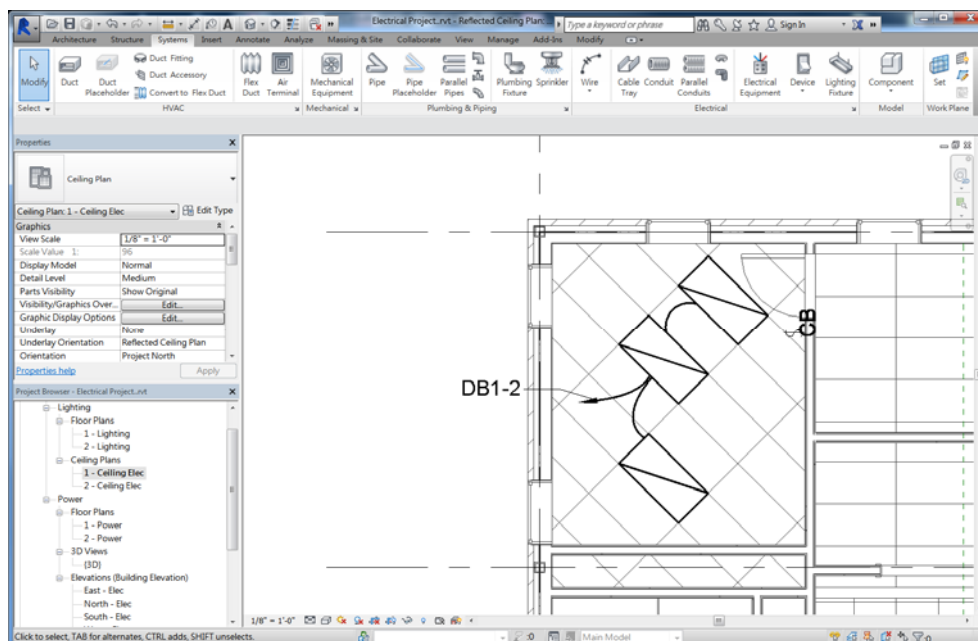 Electrical Project..rvt - Reflected Ceiling Plan:...
Type a keyword or phrase
Sign In
Architecture Structure Systems Insert Annotate Analyze Massing & Site Collaborate View Manage Add-Ins Modify
Modify
Duct
Duct Placeholder
Duct Fitting
Duct Accessory
Convert to Flex Duct
Flex Duct
Air Terminal
Mechanical Equipment
Pipe
Pipe Placeholder
Parallel Pipes
Plumbing Fixture
Sprinkler
Wire
Cable Tray
Conduit
Parallel Conduits
Electrical Equipment
Device
Lighting Fixture
Component
Set
Select HVAC Mechanical Plumbing & Piping Electrical Model Work Plane
Properties X
Ceiling Plan
Ceiling Plan: 1 - Ceiling Elec Edit Type
Graphics
View Scale 1/8" = 1'-0"
Scale Value 1: 96
Display Model Normal
Detail Level Medium
Parts Visibility Show Original
Visibility/Graphics Over... Edit...
Graphic Display Options Edit...
Underlay None
Underlay Orientation Reflected Ceiling Plan
Orientation Project North
Properties help Apply
Project Browser - Electrical Project..rvt X
Lighting
Floor Plans
1 - Lighting
2 - Lighting
Ceiling Plans
1 - Ceiling Elec
2 - Ceiling Elec
Power
Floor Plans
1 - Power
2 - Power
3D Views
{3D}
Elevations (Building Elevation)
East - Elec
North - Elec
South - Elec
DB1-2
CB
1/8" = 1'-0"
Click to select, TAB for alternates, CTRL adds, SHIFT unselects.
:0
Main Model
:0